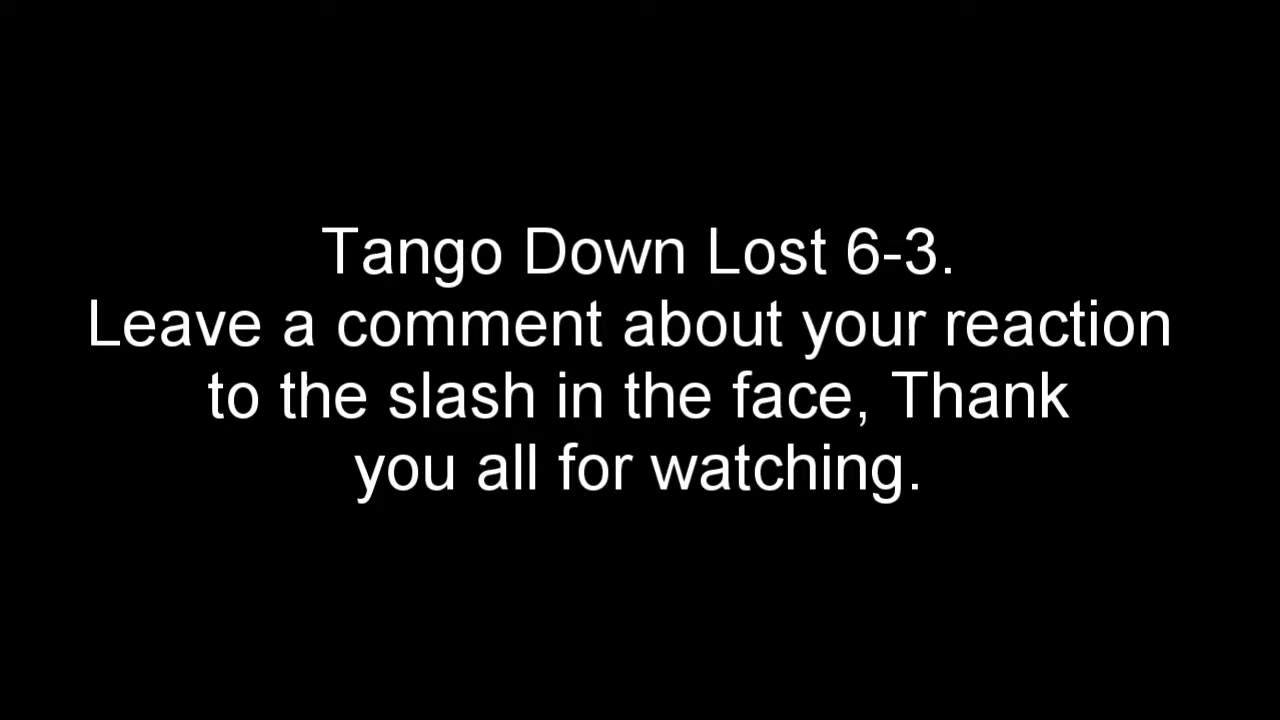 Tango Down Lost 6-3.
Leave a comment about your reaction
to the slash in the face, Thank
you all for watching.